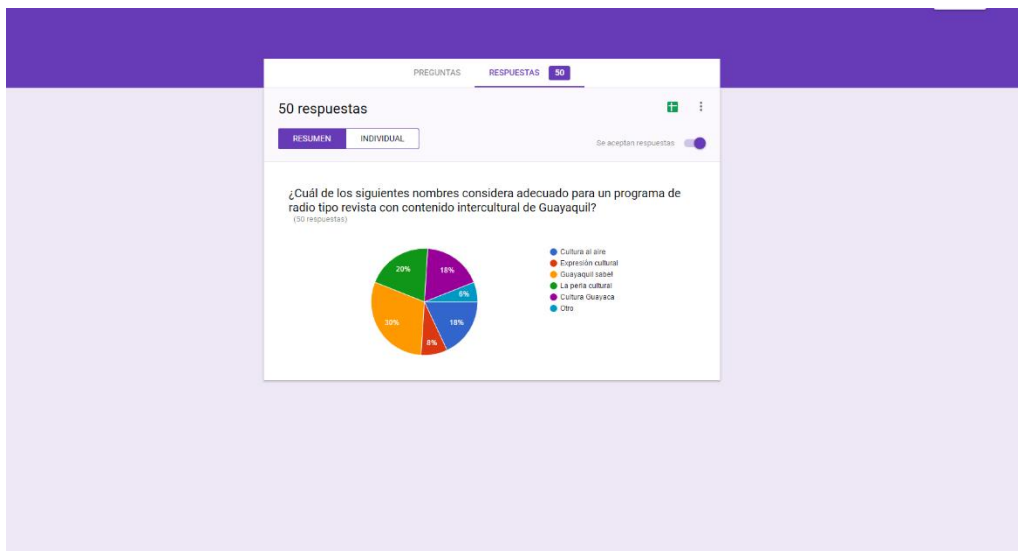 PREGUNTAS RESPUESTAS 50
50 respuestas
RESUMEN INDIVIDUAL
Se aceptan respuestas
¿Cuál de los siguientes nombres considera adecuado para un programa de
radio tipo revista con contenido intercultural de Guayaquil?
(50 respuestas)
20%
18%
6%
30%
18%
8%
Cultura al aire
Expresión cultural
Guayaquil sabe!
La perla cultural
Cultura Guayaca
Otro